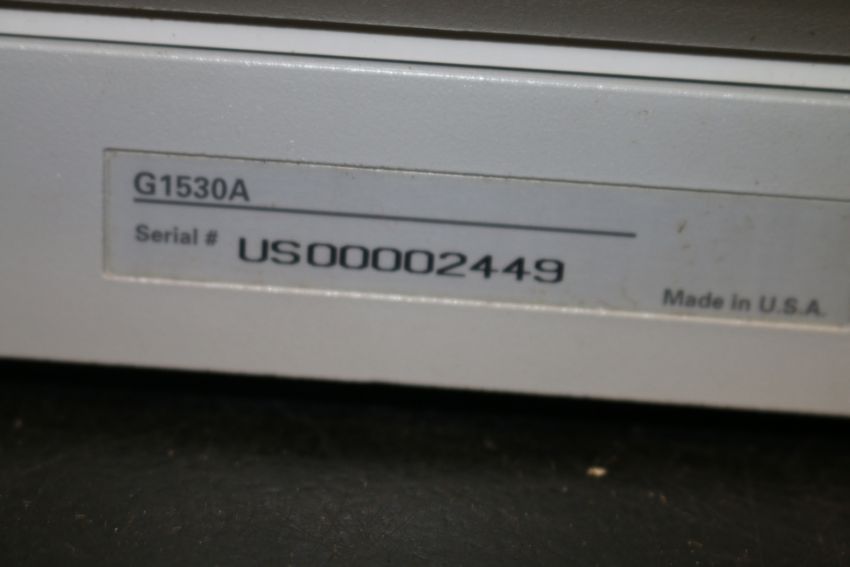 G1530A
Serial # US00002449
Made in U.S.A.